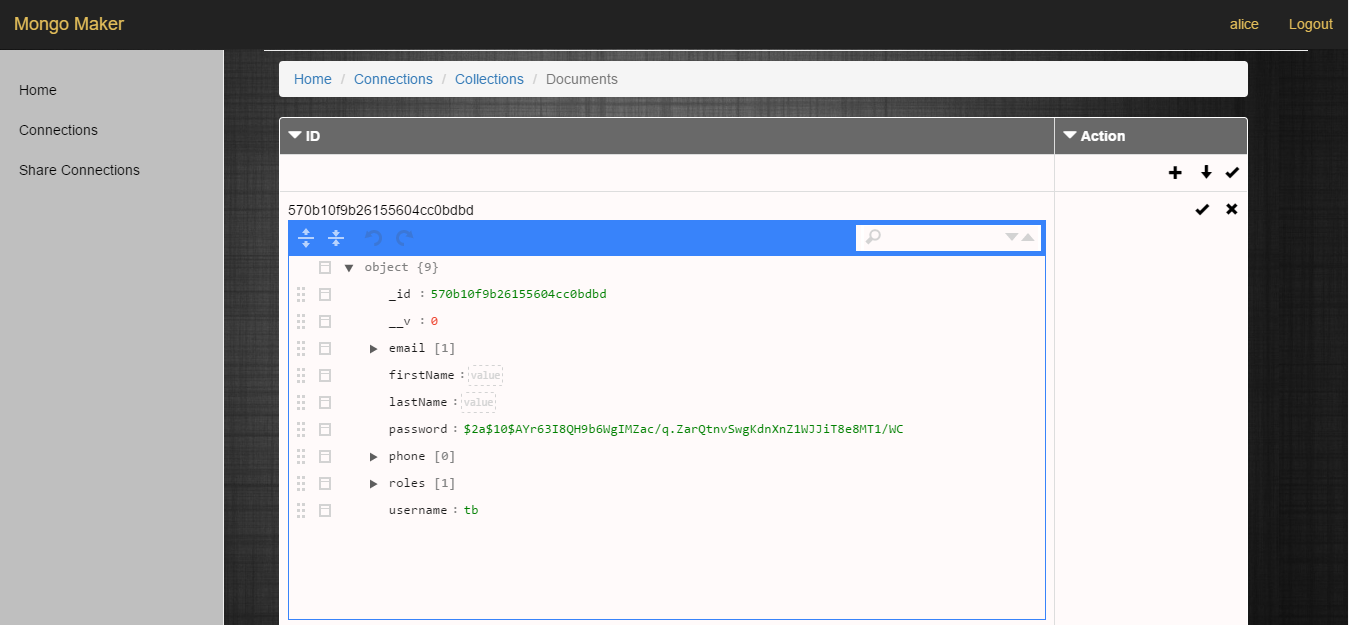 Mongo Maker alice Logout
Home
Connections
Share Connections
Home / Connections / Collections / Documents
ID Action
570b10f9b26155604cc0bdbd
object {9}
_id : 570b10f9b26155604cc0bdbd
__v : 0
email [1]
firstName : value
lastName : value
password : $2a$10$AYr63I8QH9b6WgIMZac/q.ZarQtnvSwgKdnXnZ1WJJiT8e8MT1/WC
phone [0]
roles [1]
username : tb